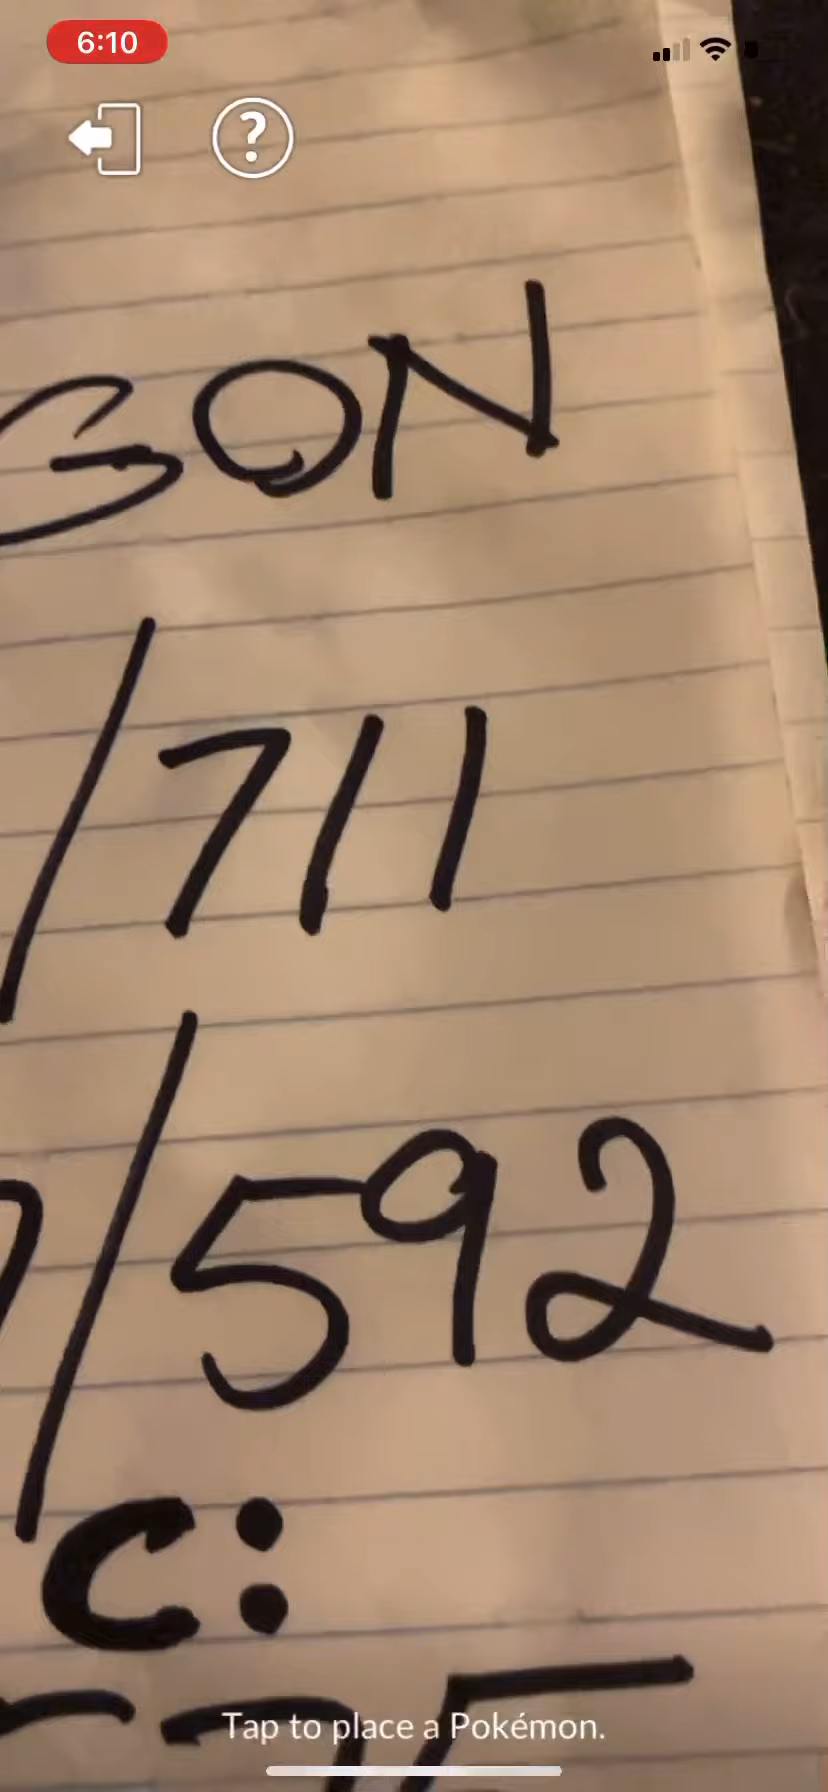 6:10
?
GON
/711
/592
C:
Tap to place a Pokémon.